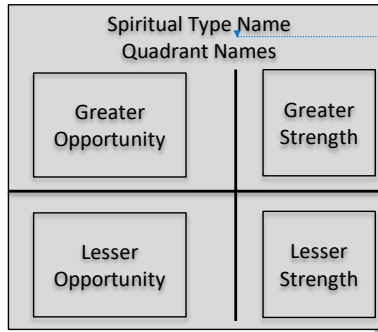 Spiritual Type Name
Quadrant Names
Greater
Opportunity
Greater
Strength
Lesser
Opportunity
Lesser
Strength